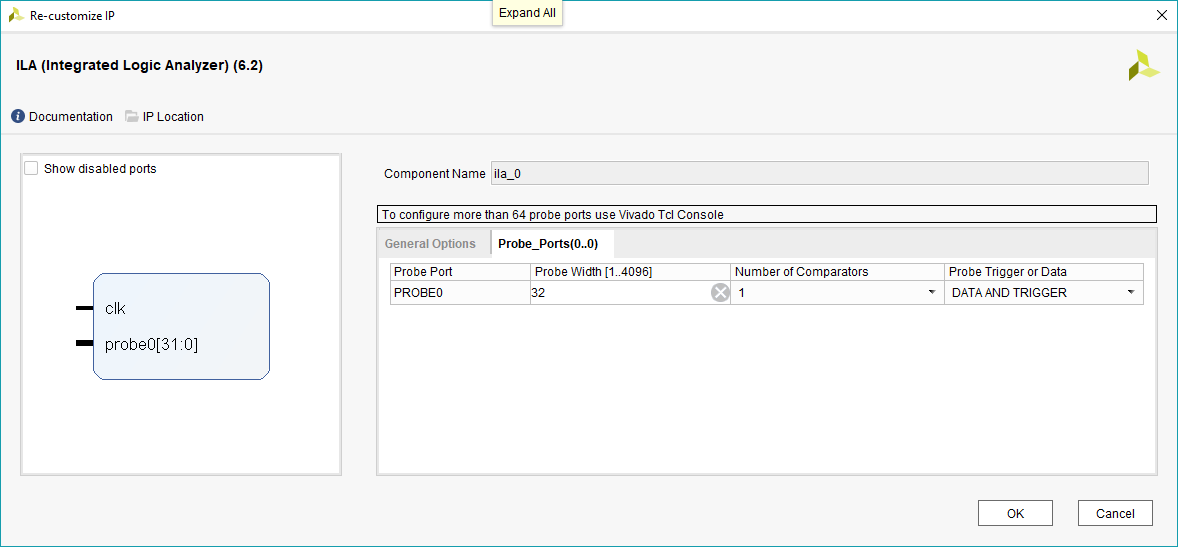 Re-customize IP
Expand All
ILA (Integrated Logic Analyzer) (6.2)
Documentation IP Location
Show disabled ports
clk
probe0[31:0]
Component Name ila_0
To configure more than 64 probe ports use Vivado Tcl Console
General Options Probe_Ports(0..0)
Probe Port Probe Width [1..4096] Number of Comparators Probe Trigger or Data
PROBE0 32 1 DATA AND TRIGGER
OK Cancel